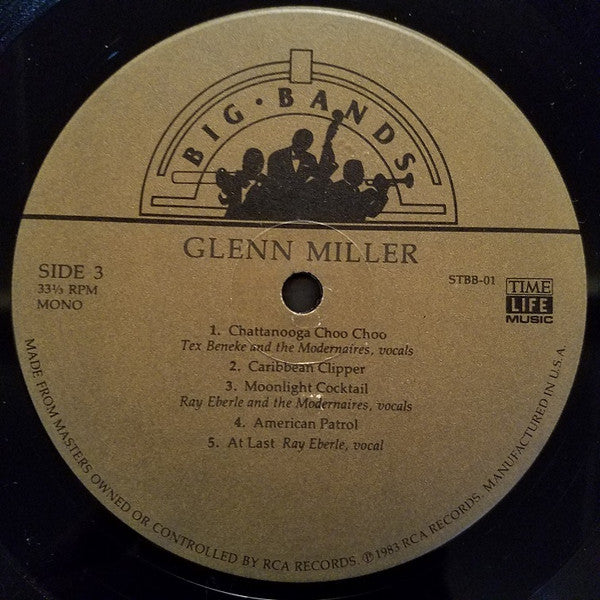 BIG · BANDS
GLENN MILLER
SIDE 3
33⅓ RPM
MONO
STBB-01
TIME
LIFE
MUSIC
1. Chattanooga Choo Choo
Tex Beneke and the Modernaires, vocals
2. Caribbean Clipper
3. Moonlight Cocktail
Ray Eberle and the Modernaires, vocals
4. American Patrol
5. At Last Ray Eberle, vocal
MADE FROM MASTERS OWNED OR CONTROLLED BY RCA RECORDS. ℗ 1983 RCA RECORDS. MANUFACTURED IN U.S.A.